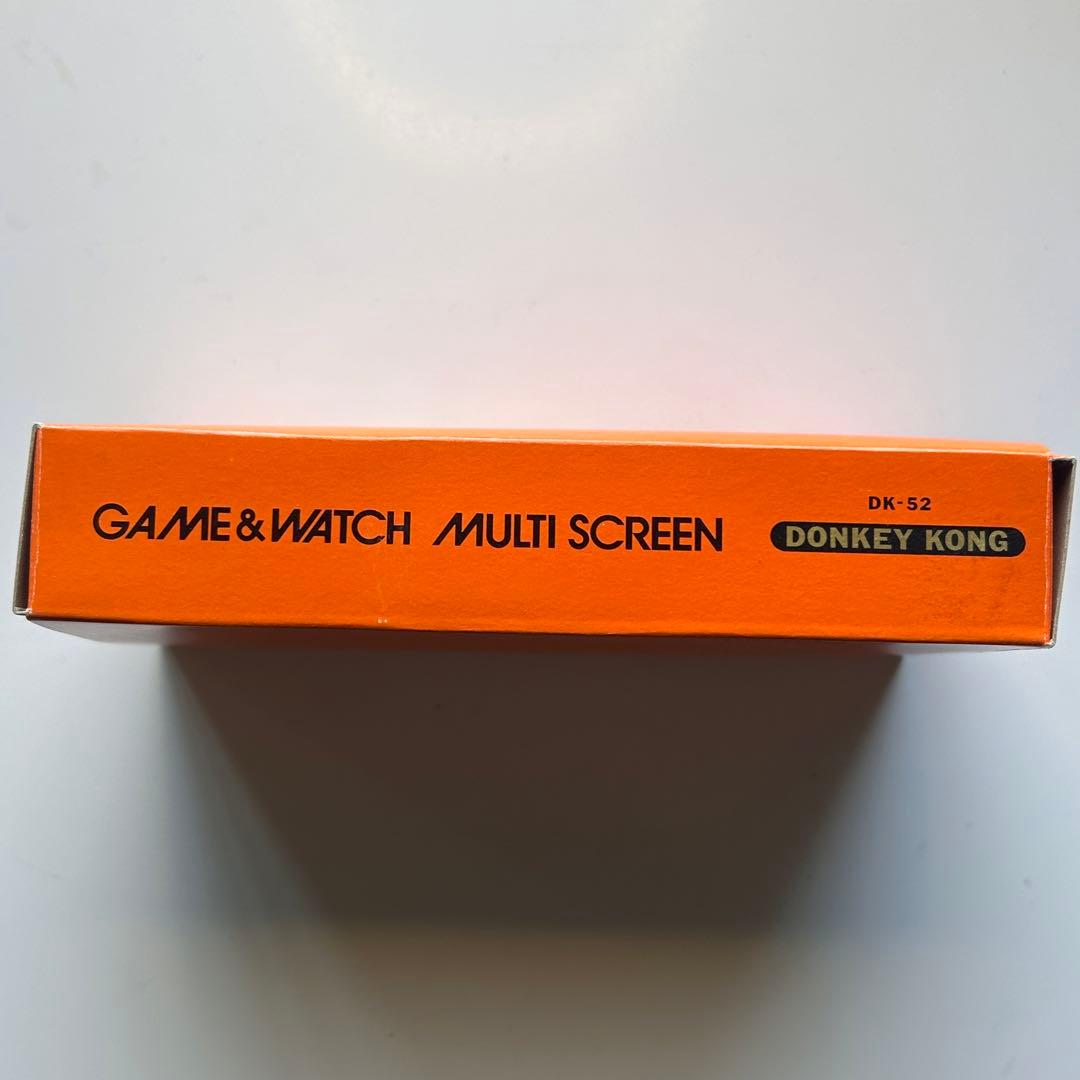 GAME&WATCH MULTI SCREEN
DK-52
DONKEY KONG